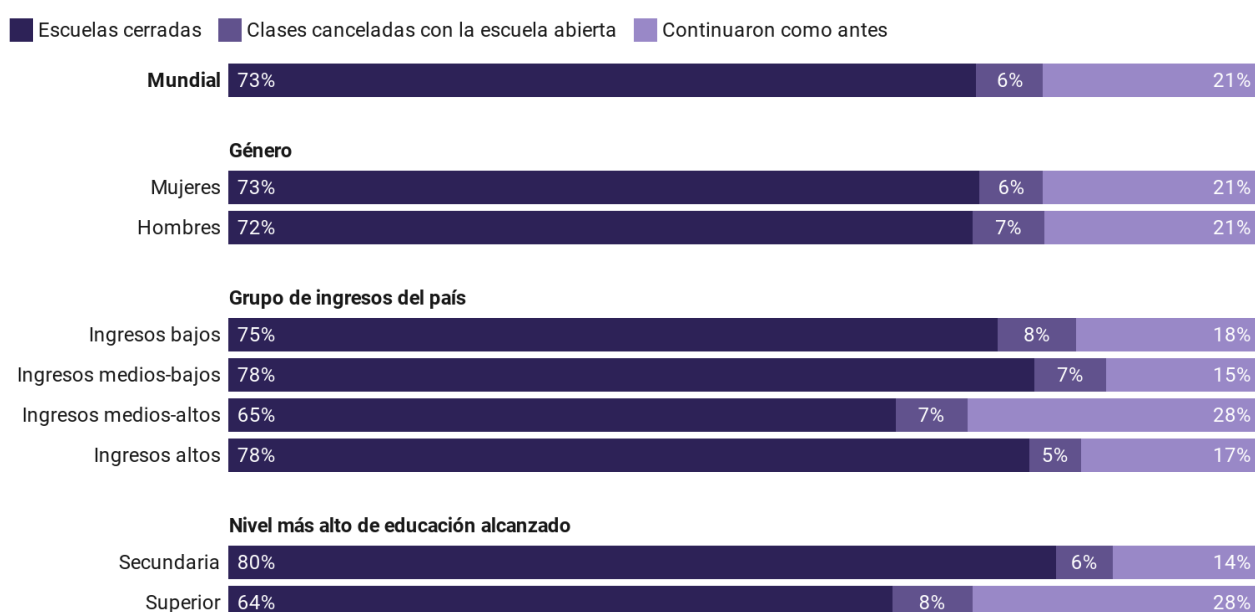 Escuelas cerradas Clases canceladas con la escuela abierta Continuaron como antes
Mundial 73% 6% 21%
Género
Mujeres 73% 6% 21%
Hombres 72% 7% 21%
Grupo de ingresos del país
Ingresos bajos 75% 8% 18%
Ingresos medios-bajos 78% 7% 15%
Ingresos medios-altos 65% 7% 28%
Ingresos altos 78% 5% 17%
Nivel más alto de educación alcanzado
Secundaria 80% 6% 14%
Superior 64% 8% 28%